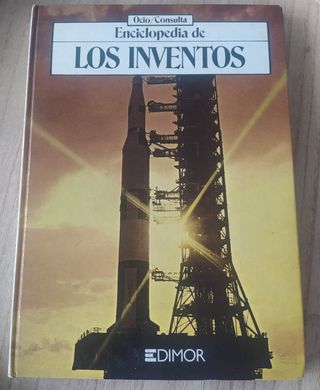 Ocio/Consulta
Enciclopedia de
LOS INVENTOS
EDIMOR